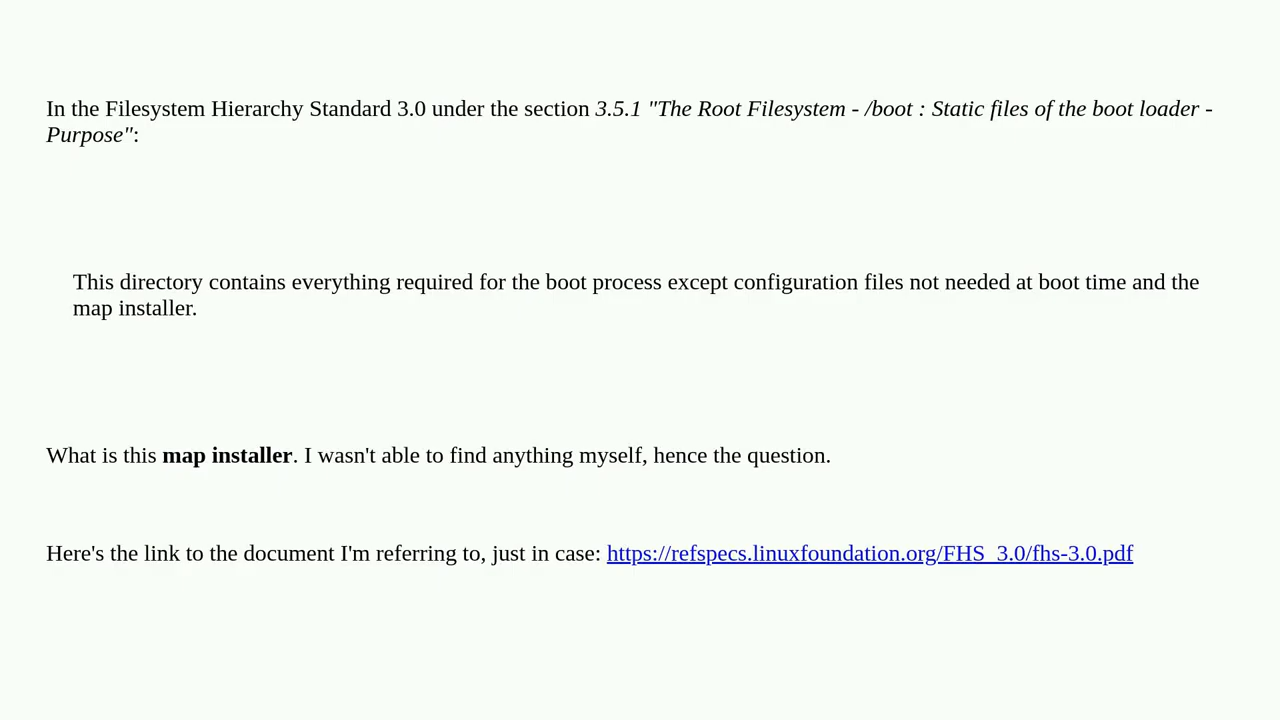 In the Filesystem Hierarchy Standard 3.0 under the section 3.5.1 "The Root Filesystem - /boot : Static files of the boot loader -
Purpose":
This directory contains everything required for the boot process except configuration files not needed at boot time and the
map installer.
What is this map installer. I wasn't able to find anything myself, hence the question.
Here's the link to the document I'm referring to, just in case: https://refspecs.linuxfoundation.org/FHS_3.0/fhs-3.0.pdf